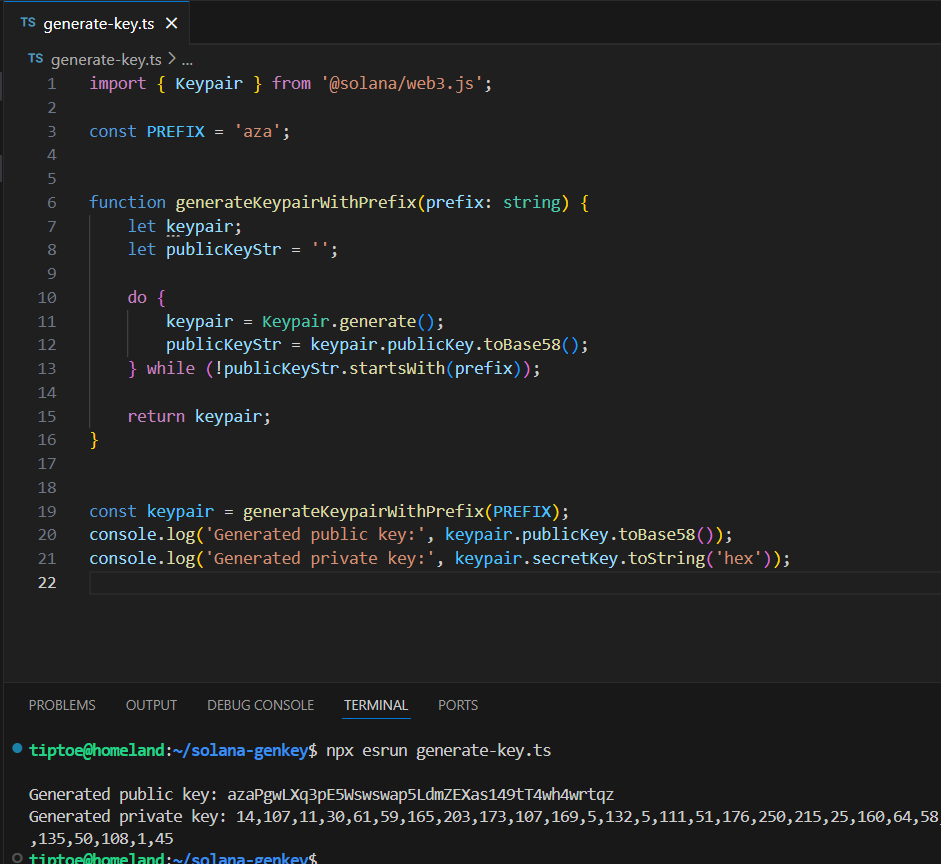 TS generate-key.ts ×
TS generate-key.ts > ...
1 import { Keypair } from '@solana/web3.js';
2
3 const PREFIX = 'aza';
4
5
6 function generateKeypairWithPrefix(prefix: string) {
7 let keypair;
8 let publicKeyStr = '';
9
10 do {
11 keypair = Keypair.generate();
12 publicKeyStr = keypair.publicKey.toBase58();
13 } while (!publicKeyStr.startsWith(prefix));
14
15 return keypair;
16 }
17
18
19 const keypair = generateKeypairWithPrefix(PREFIX);
20 console.log('Generated public key:', keypair.publicKey.toBase58());
21 console.log('Generated private key:', keypair.secretKey.toString('hex'));
22
PROBLEMS OUTPUT DEBUG CONSOLE TERMINAL PORTS
tiptoe@homeland:~/solana-genkey$ npx esrun generate-key.ts
Generated public key: azaPgwLXq3pE5Wswswap5LdmZEXas149tT4wh4wrtqz
Generated private key: 14,107,11,30,61,59,165,203,173,107,169,5,132,5,111,51,176,250,215,25,160,64,58,
,135,50,108,1,45
tiptoe@homeland:~/solana-genkey$